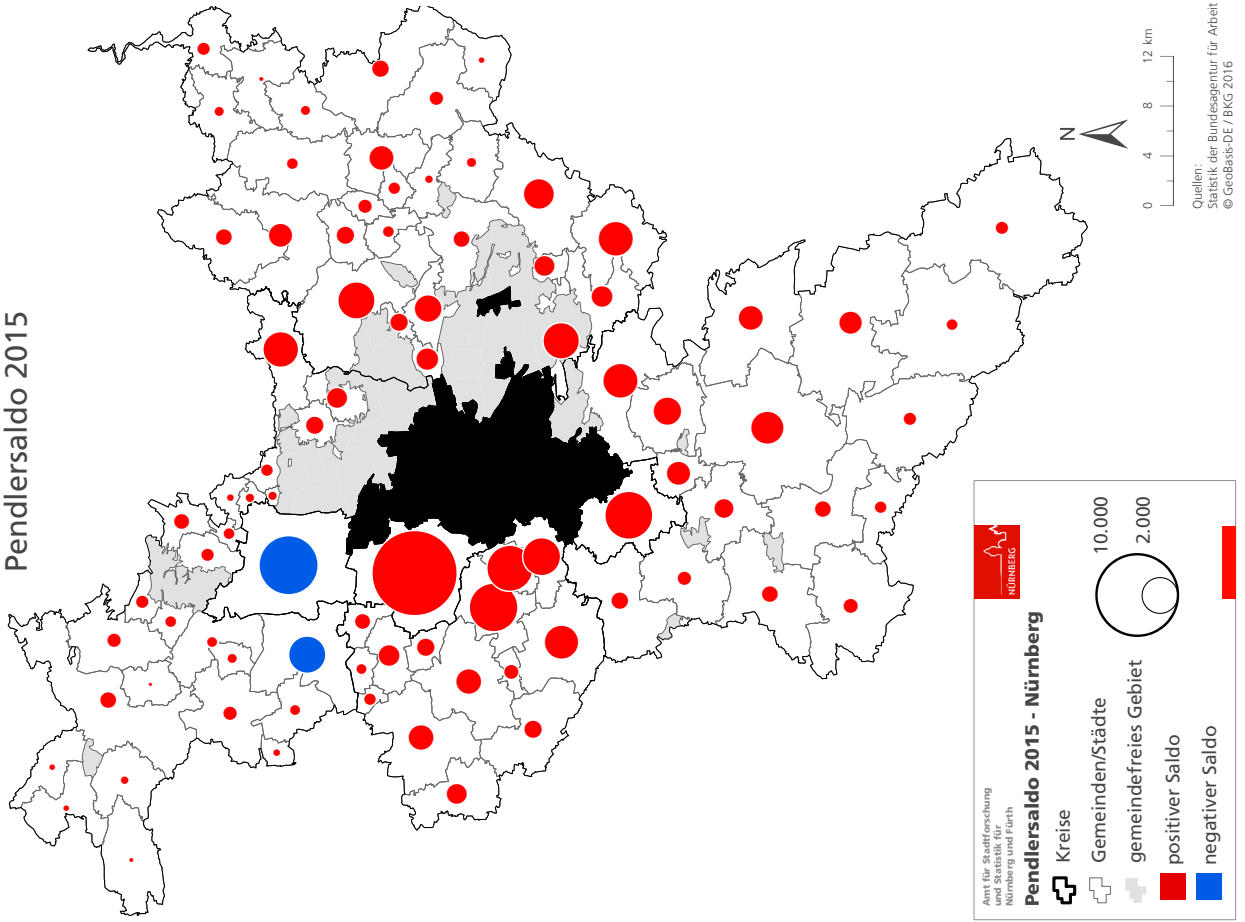 Pendlersaldo 2015
N
0 4 8 12 km
Quellen:
Statistik der Bundesagentur für Arbeit
© GeoBasis-DE / BKG 2016
Amt für Stadtforschung
und Statistik für
Nürnberg und Fürth
NÜRNBERG
Pendlersaldo 2015 - Nürnberg
Kreise
Gemeinden/Städte
gemeindefreies Gebiet
positiver Saldo
negativer Saldo
10.000
2.000